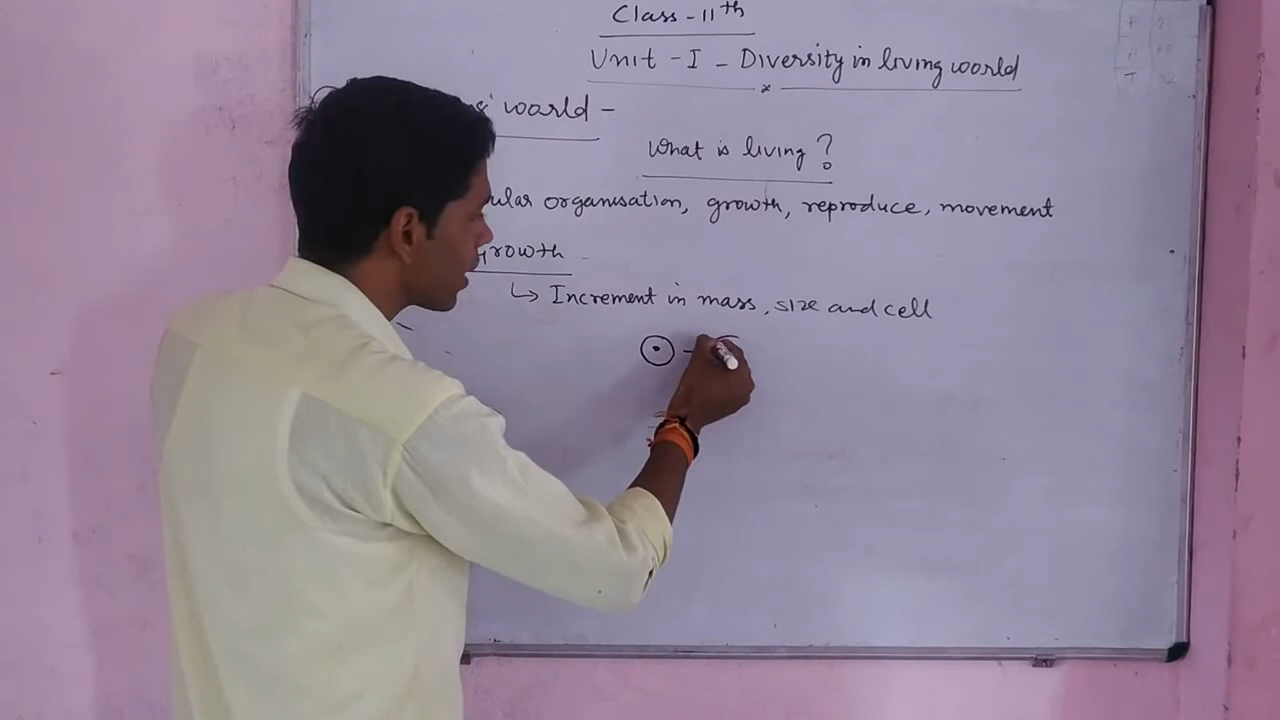 Class - 11th
Unit - I - Diversity in living world
world -
What is living?
organisation, growth, reproduce, movement
growth
↳ Increment in mass, size and cell